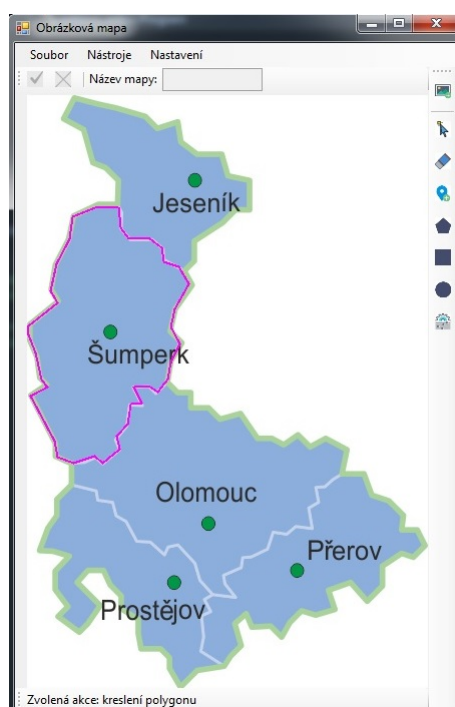 Obrázková mapa
Soubor Nástroje Nastavení
Název mapy:
Jeseník
Šumperk
Olomouc
Přerov
Prostějov
Zvolená akce: kreslení polygonu